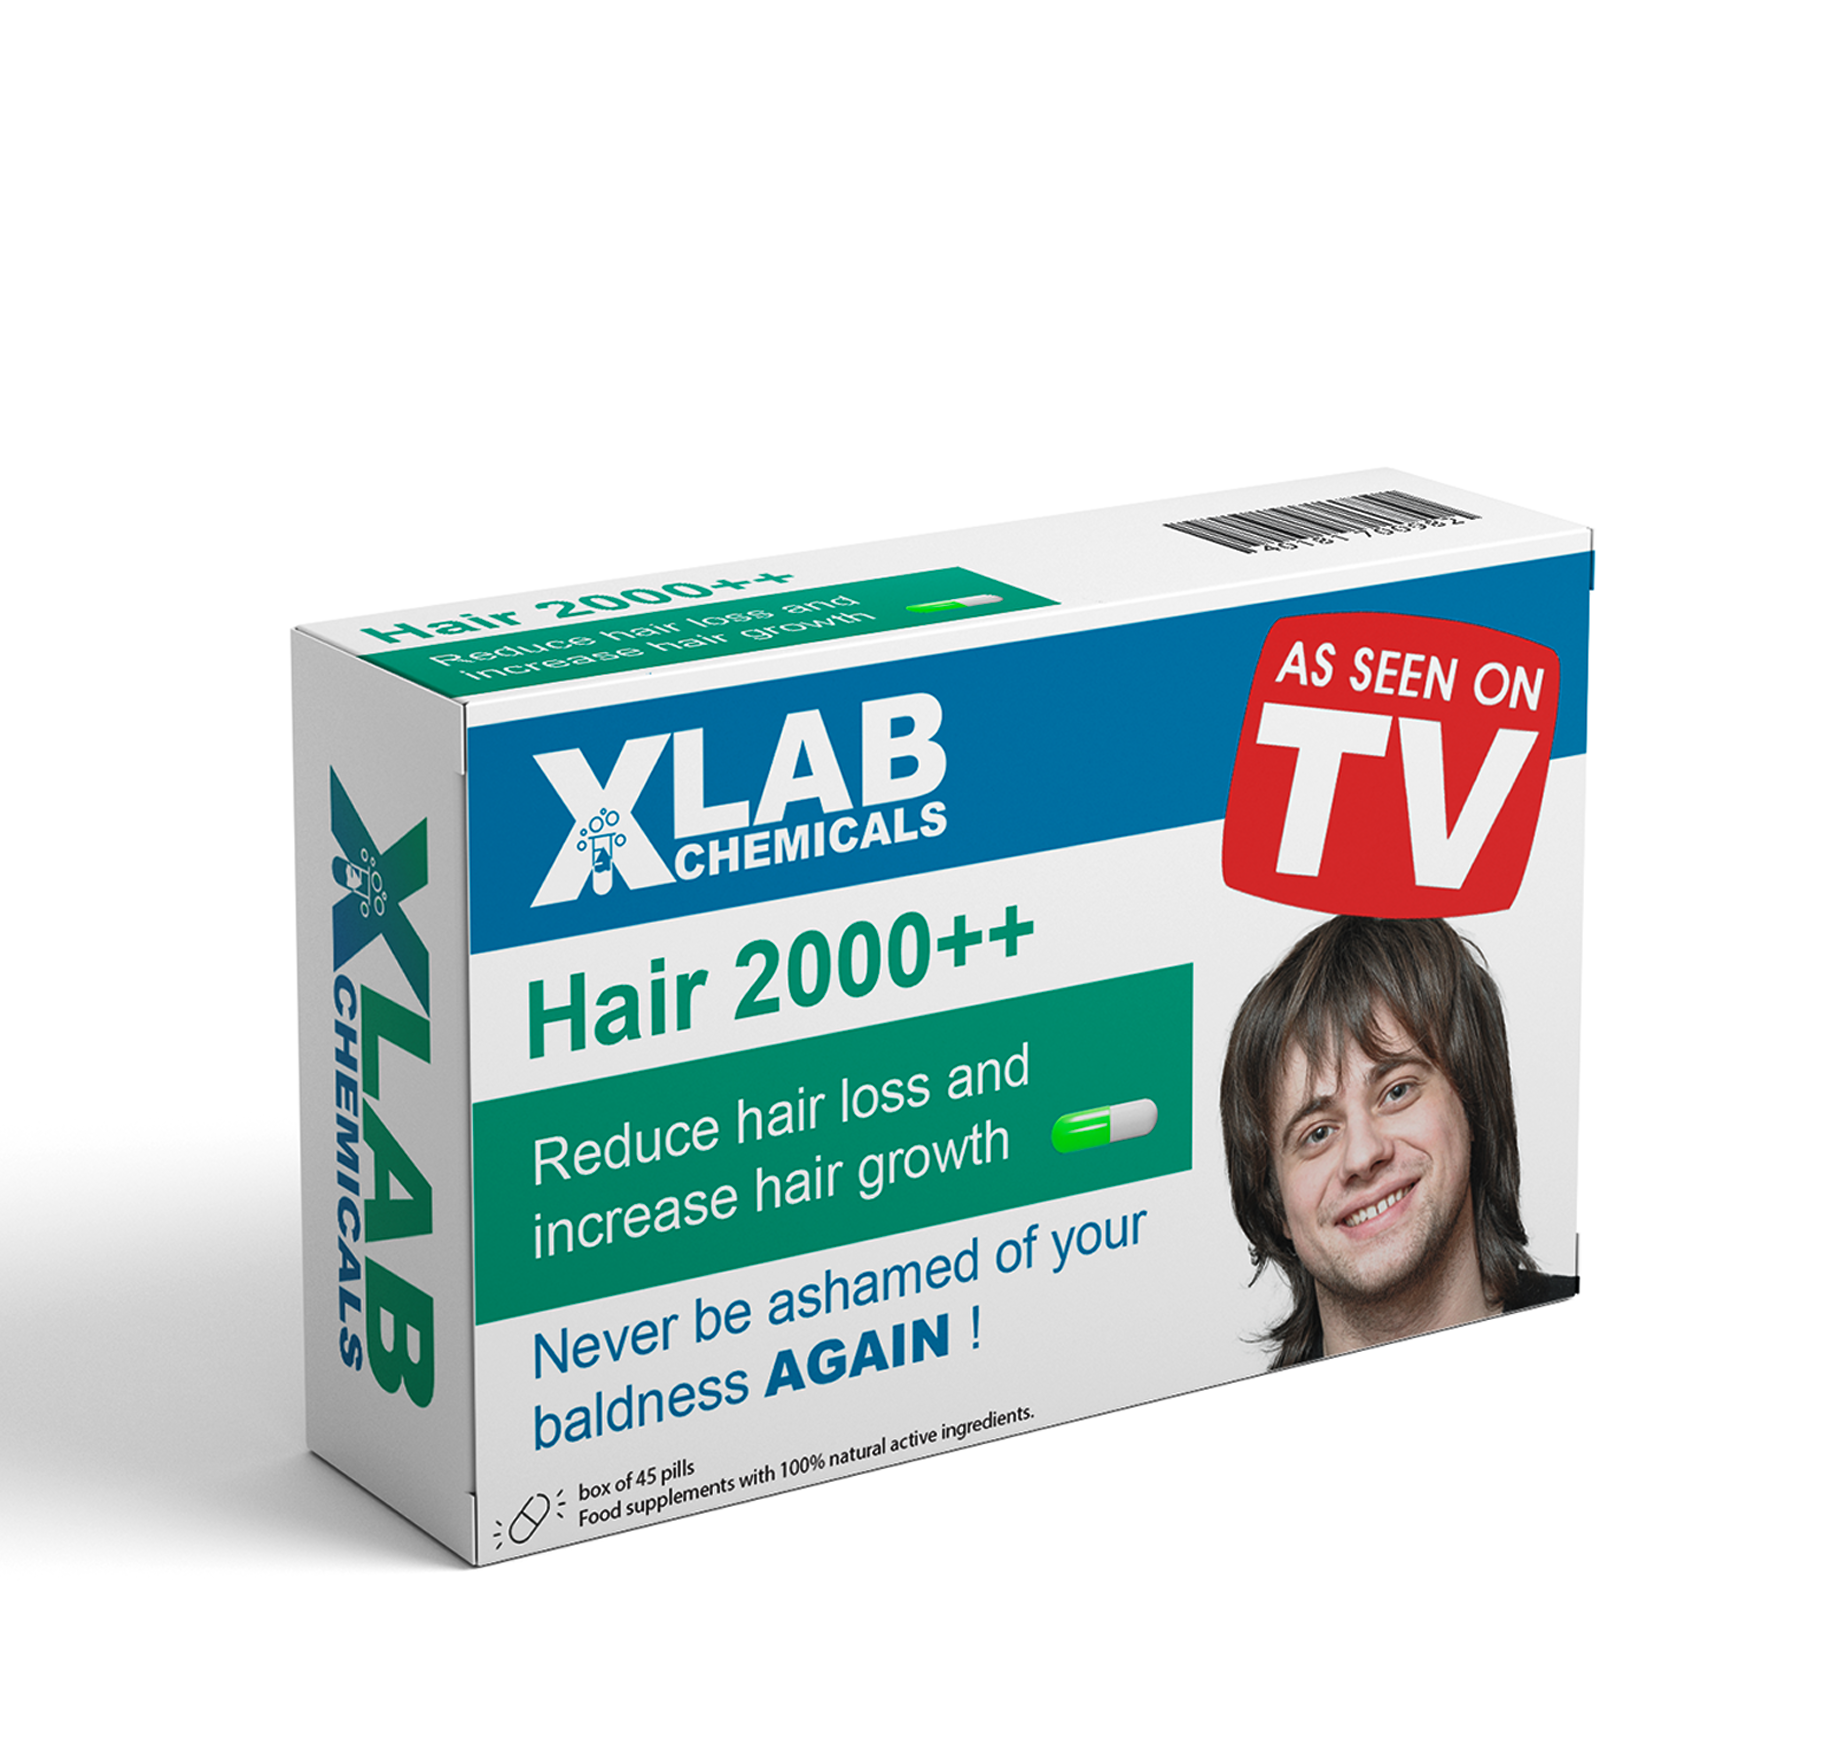 Hair 2000++
Reduce hair loss and
increase hair growth
40181 700982
XLAB
CHEMICALS
AS SEEN ON
TV
XLAB
CHEMICALS
Hair 2000++
Reduce hair loss and
increase hair growth
Never be ashamed of your
baldness AGAIN !
box of 45 pills
Food supplements with 100% natural active ingredients.